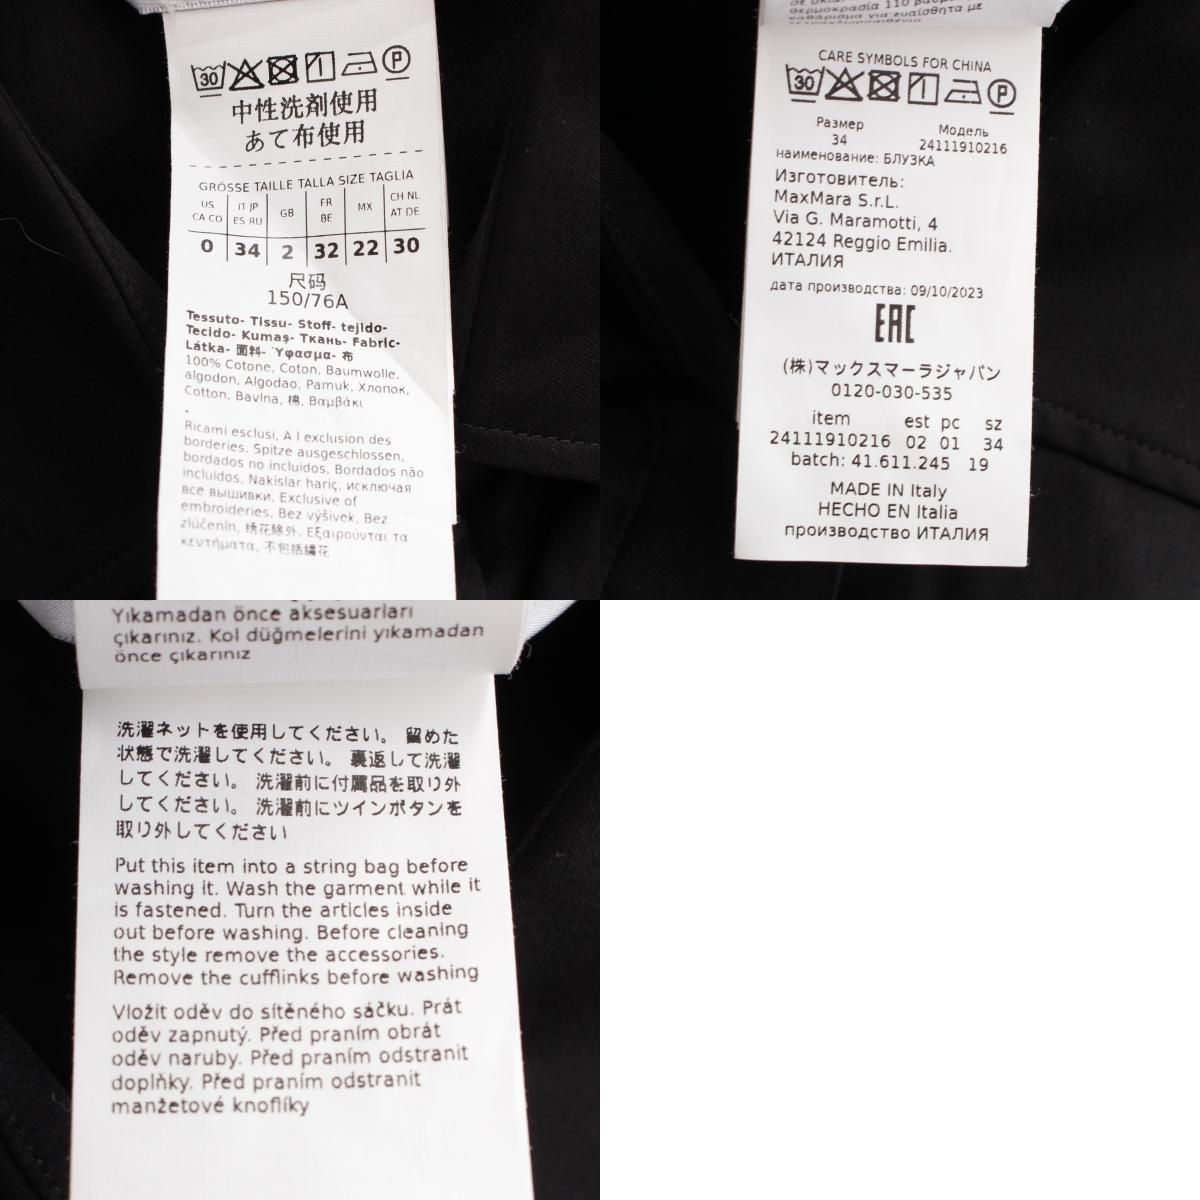 30 P
中性洗剤使用
あて布使用
GRÖSSE TAILLE TALLA SIZE TAGLIA
US CA CO | IT JP ES RU | GB | FR BE | MX | CH NL AT DE
0 | 34 | 2 | 32 | 22 | 30
尺码
150/76A
Tessuto- Tissu- Stoff- tejido-
Tecido- Kumaş- Ткань- Fabric-
Látka- 面料- Ύφασμα- 布
100% Cotone, Coton, Baumwolle,
algodon, Algodao, Pamuk, Хлопок,
Cotton, Bavlna, 棉, Βαμβάκι
-
Ricami esclusi, A l exclusion des
borderies, Spitze ausgeschlossen,
bordados no incluidos, Bordados não
incluidos, Nakislar hariç, исключая
все вышивки, Exclusive of
embroideries, Bez výšivek, Bez
zlúčenin, 绣花除外, Εξαιρούνται τα
κεντήματα, 不包括繡花
θερμοκρασία 110 βαθμ
καθάρισμα για ευαίσθητα με
CARE SYMBOLS FOR CHINA
30 P
Размер Модель
34 24111910216
наименование: БЛУЗКА
Изготовитель:
MaxMara S.r.L.
Via G. Maramotti, 4
42124 Reggio Emilia.
ИТАЛИЯ
дата производства: 09/10/2023
EAC
(株)マックスマーラジャパン
0120-030-535
item est pc sz
24111910216 02 01 34
batch: 41.611.245 19
MADE IN Italy
HECHO EN Italia
производство ИТАЛИЯ
Yıkamadan önce aksesuarları
çıkarınız. Kol düğmelerini yıkamadan
önce çıkarınız
洗濯ネットを使用してください。 留めた
状態で洗濯してください。 裏返して洗濯
してください。 洗濯前に付属品を取り外
してください。 洗濯前にツインボタンを
取り外してください
Put this item into a string bag before
washing it. Wash the garment while it
is fastened. Turn the articles inside
out before washing. Before cleaning
the style remove the accessories.
Remove the cufflinks before washing
Vložit oděv do sítěného sáčku. Prát
oděv zapnutý. Před praním obrát
oděv naruby. Před praním odstranit
doplňky. Před praním odstranit
manžetové knoflíky